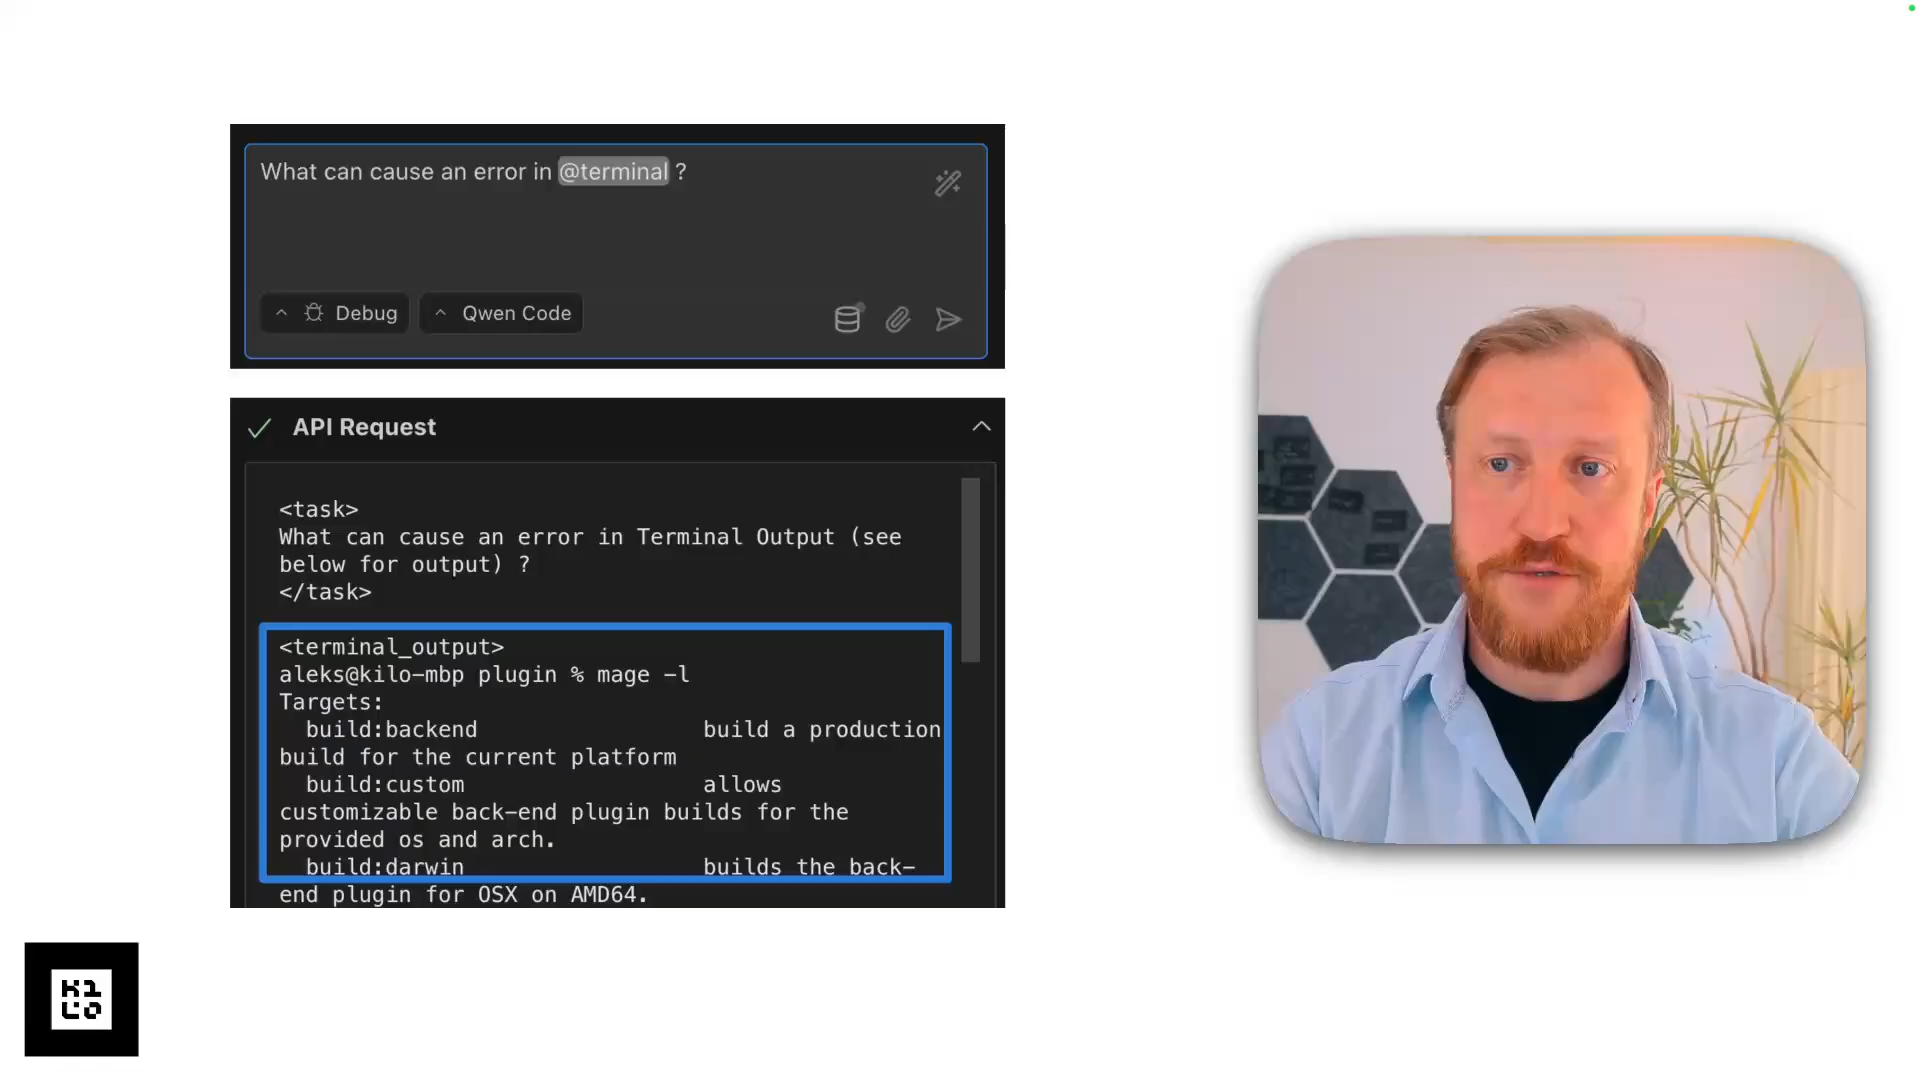 What can cause an error in @terminal ?
Debug
Qwen Code
API Request
<task>
What can cause an error in Terminal Output (see
below for output) ?
</task>
<terminal_output>
aleks@kilo-mbp plugin % mage -l
Targets:
build:backend build a production
build for the current platform
build:custom allows
customizable back-end plugin builds for the
provided os and arch.
build:darwin builds the back-
end plugin for OSX on AMD64.
KILO